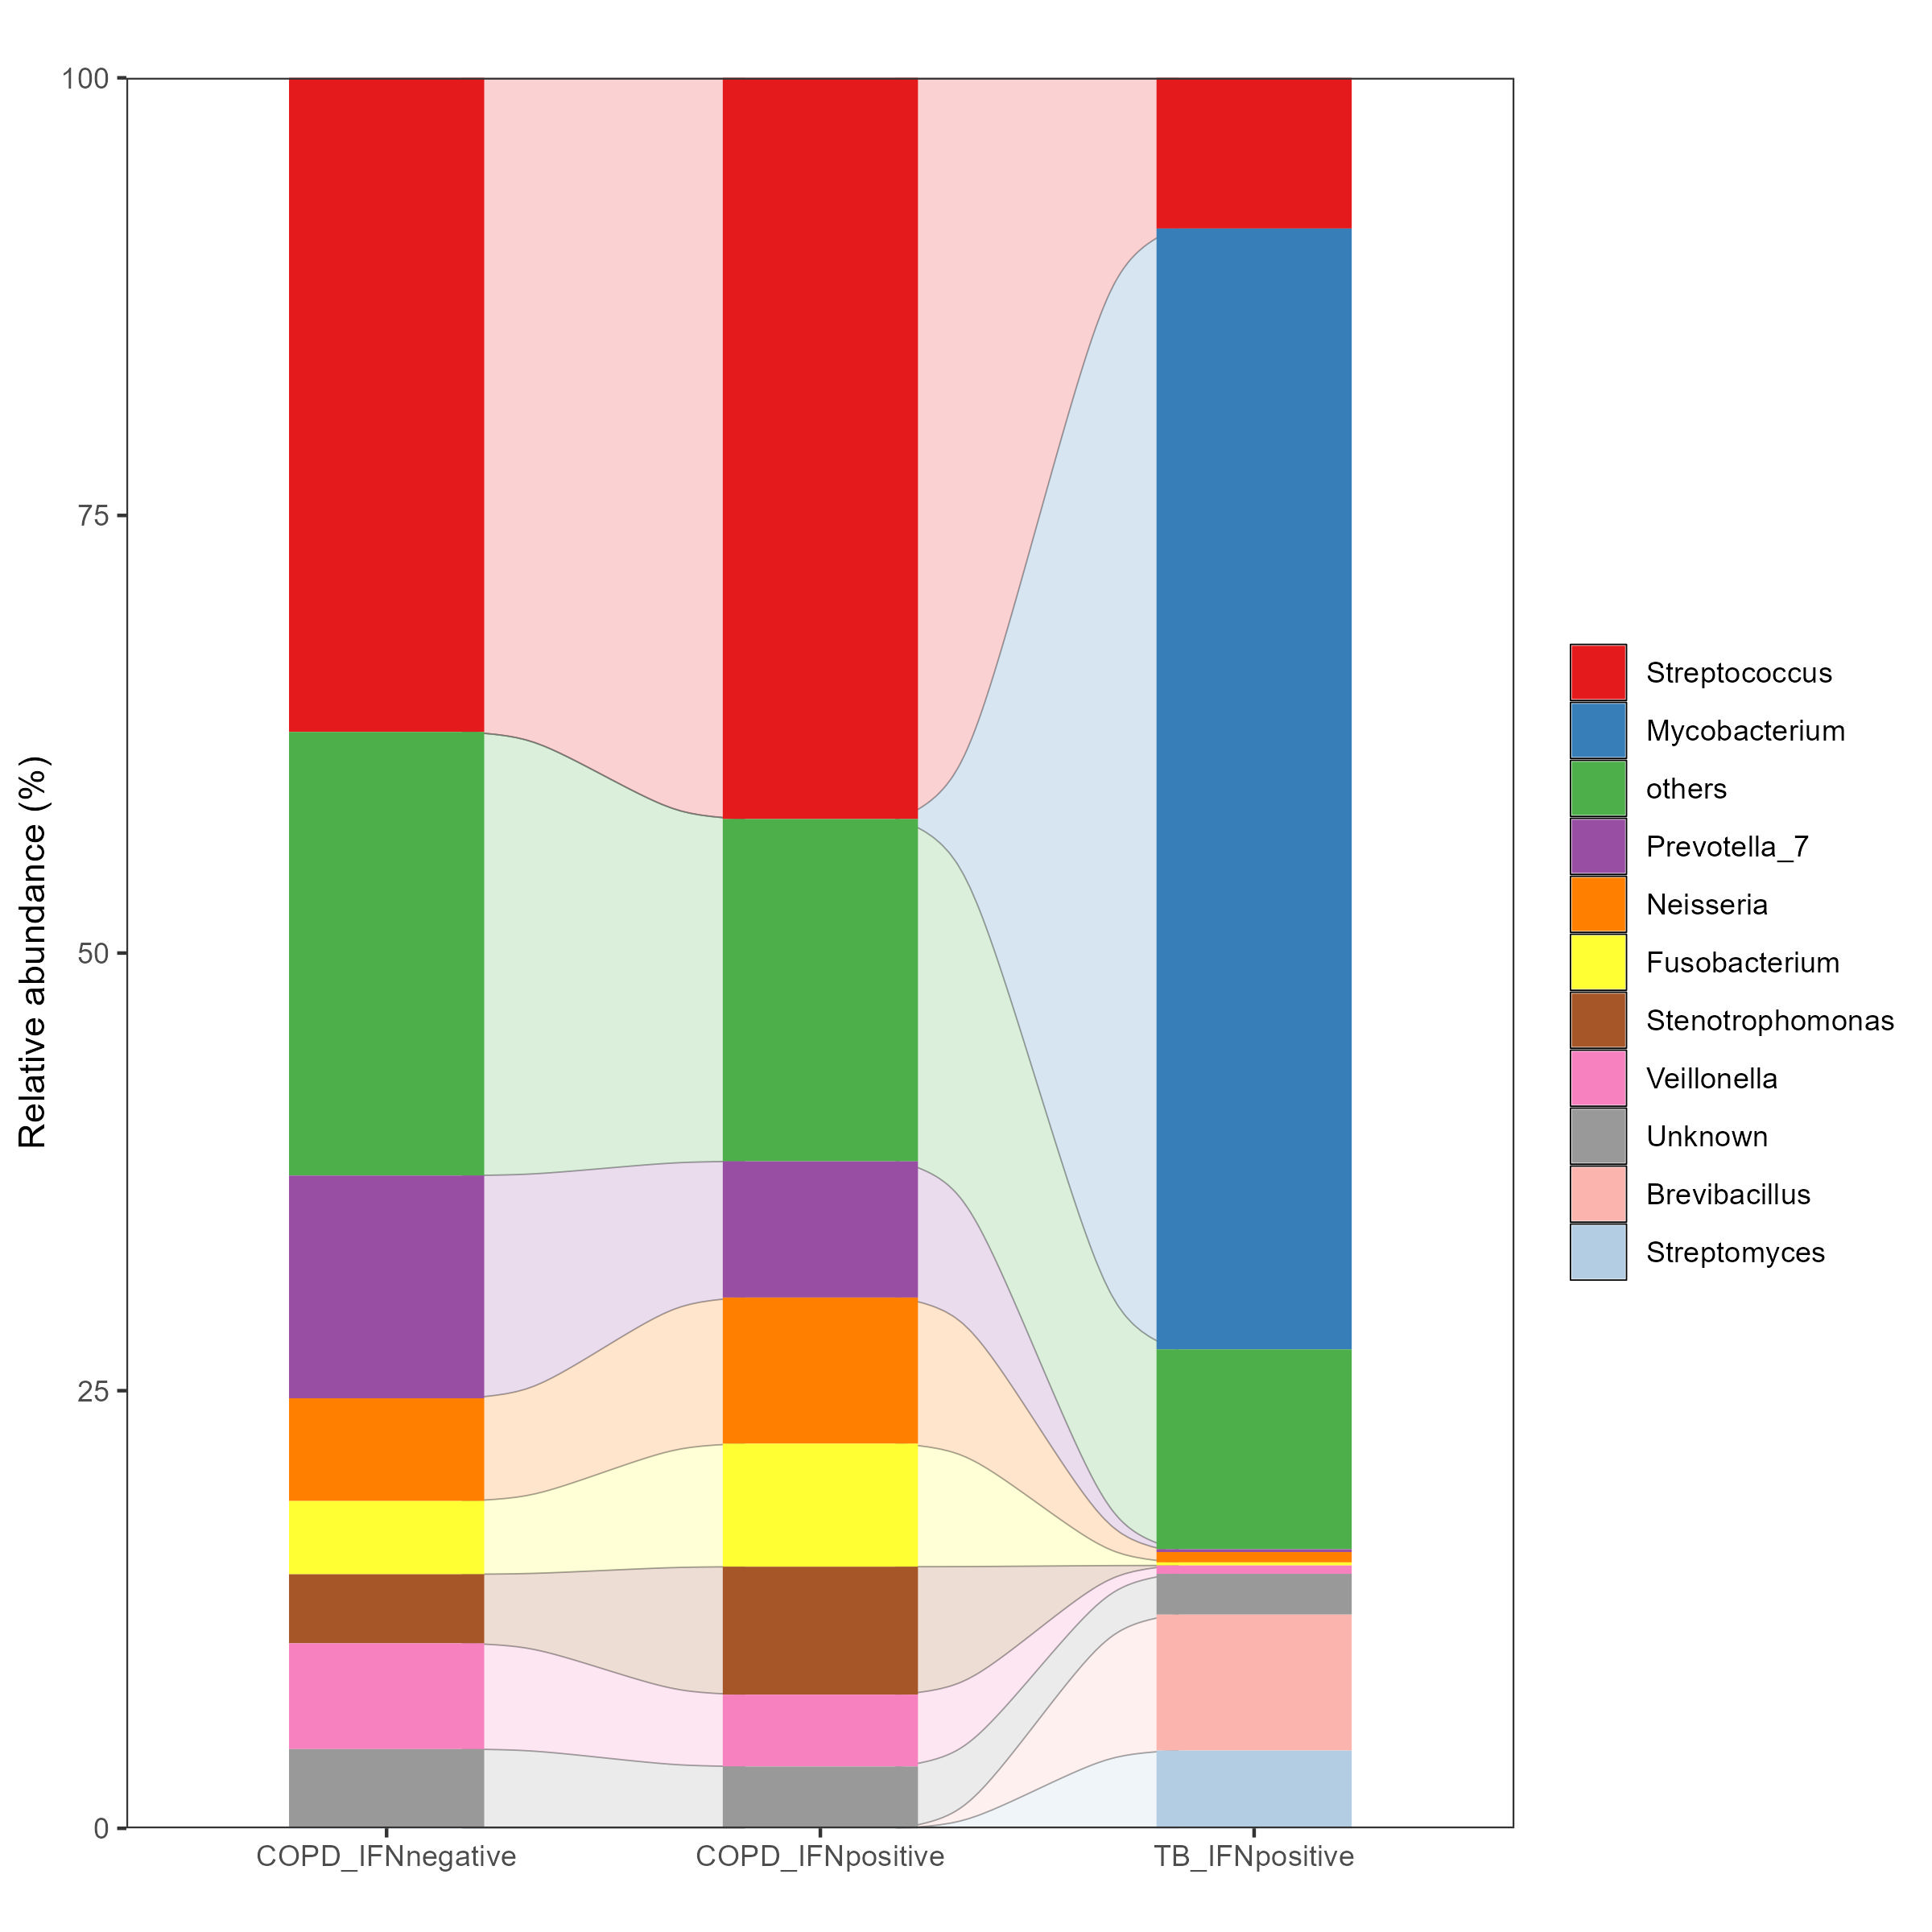 Relative abundance (%)
100
75
50
25
0
COPD_IFNnegative
COPD_IFNpositive
TB_IFNpositive
Streptococcus
Mycobacterium
others
Prevotella_7
Neisseria
Fusobacterium
Stenotrophomonas
Veillonella
Unknown
Brevibacillus
Streptomyces